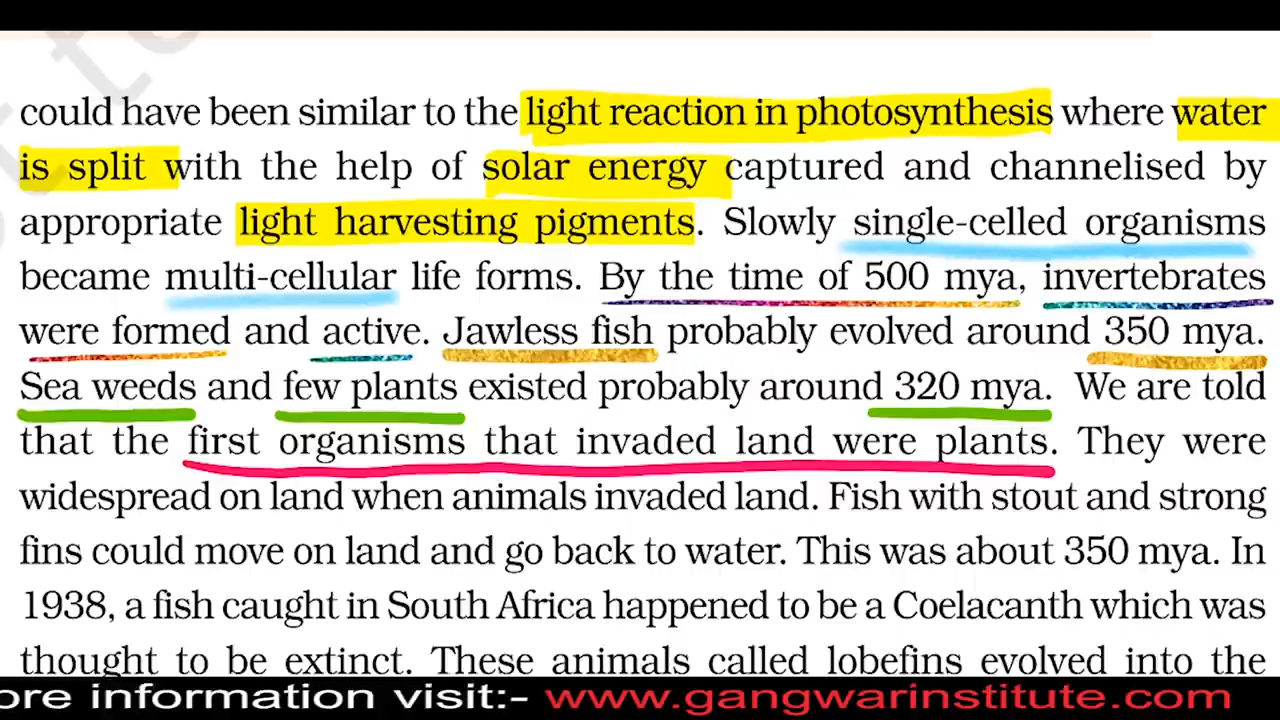 could have been similar to the light reaction in photosynthesis where water
is split with the help of solar energy captured and channelised by
appropriate light harvesting pigments. Slowly single-celled organisms
became multi-cellular life forms. By the time of 500 mya, invertebrates
were formed and active. Jawless fish probably evolved around 350 mya.
Sea weeds and few plants existed probably around 320 mya. We are told
that the first organisms that invaded land were plants. They were
widespread on land when animals invaded land. Fish with stout and strong
fins could move on land and go back to water. This was about 350 mya. In
1938, a fish caught in South Africa happened to be a Coelacanth which was
thought to be extinct. These animals called lobefins evolved into the
ore information visit:- www.gangwarinstitute.com